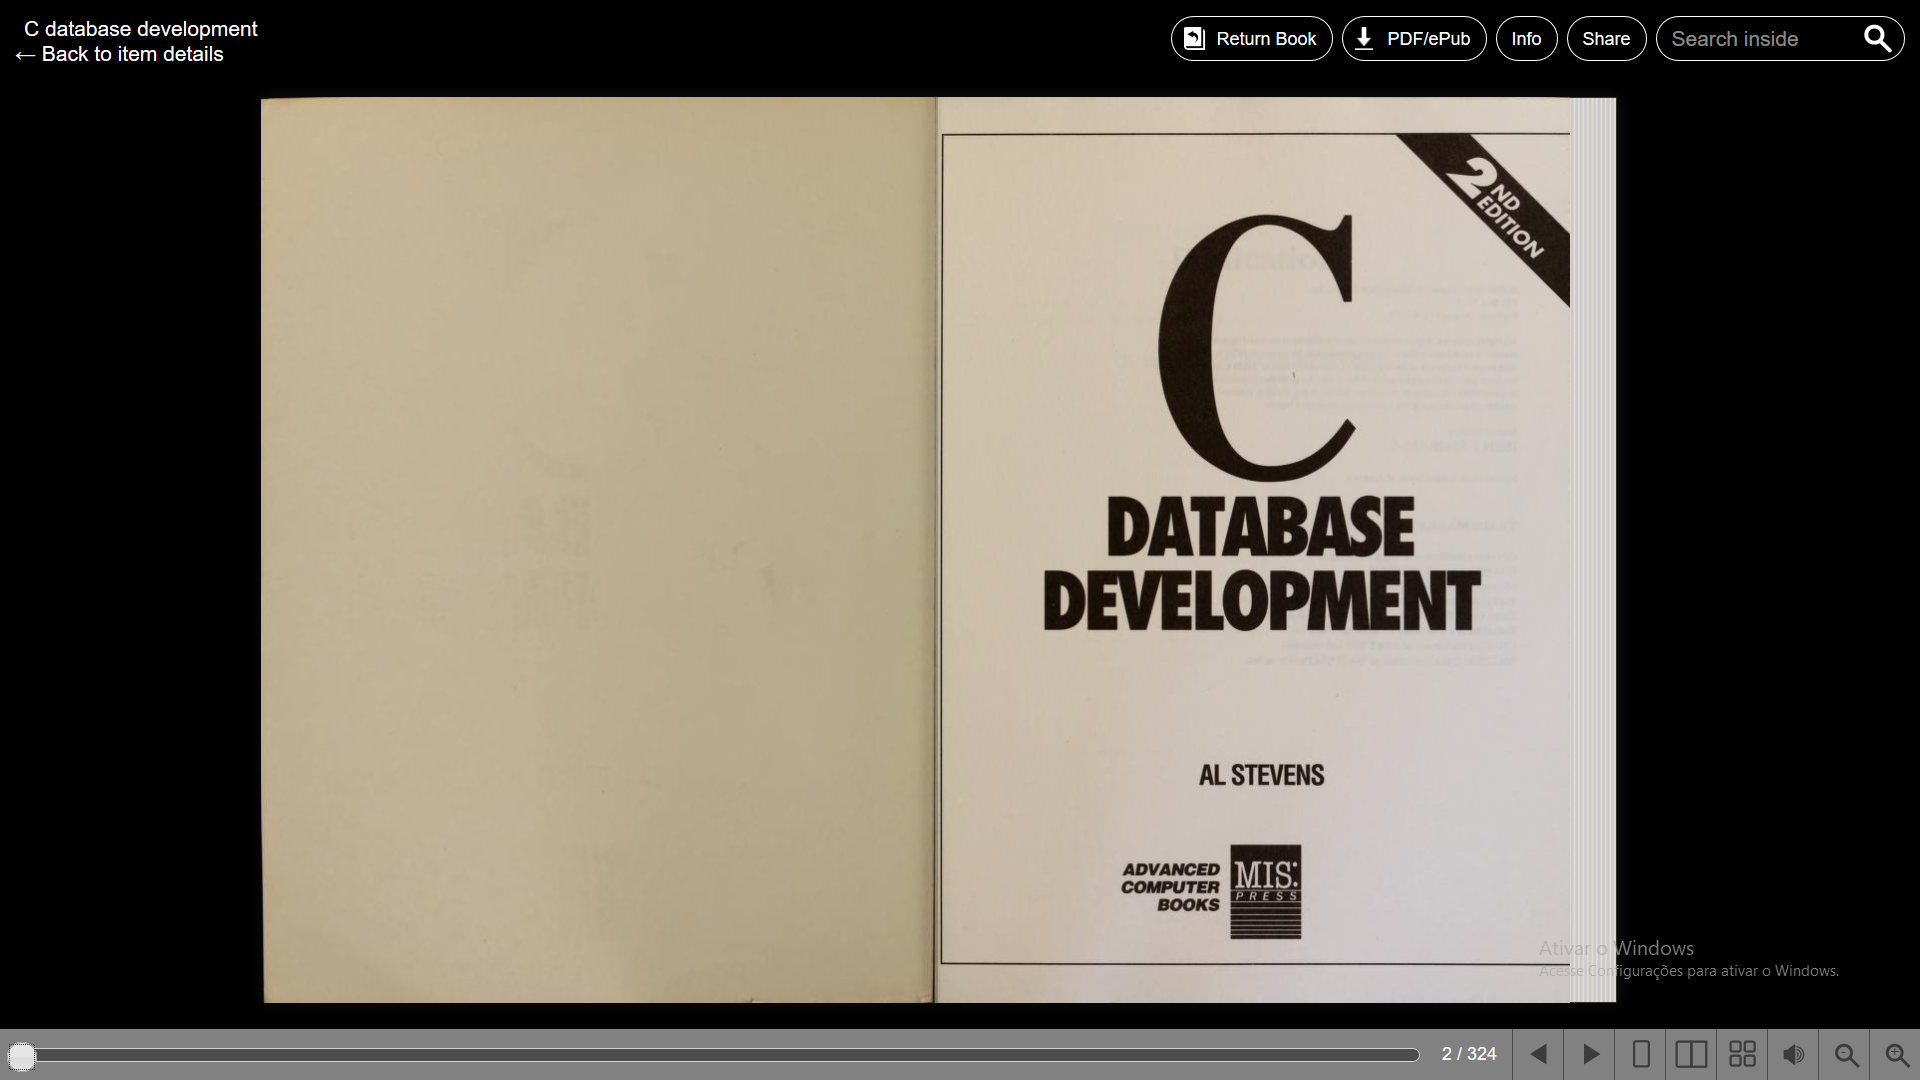 C database development
← Back to item details
Return Book
PDF/ePub
Info
Share
Search inside
2ND
EDITION
C
DATABASE
DEVELOPMENT
AL STEVENS
ADVANCED
COMPUTER
BOOKS
MIS:
PRESS
Ativar o Windows
Acesse Configurações para ativar o Windows.
2 / 324